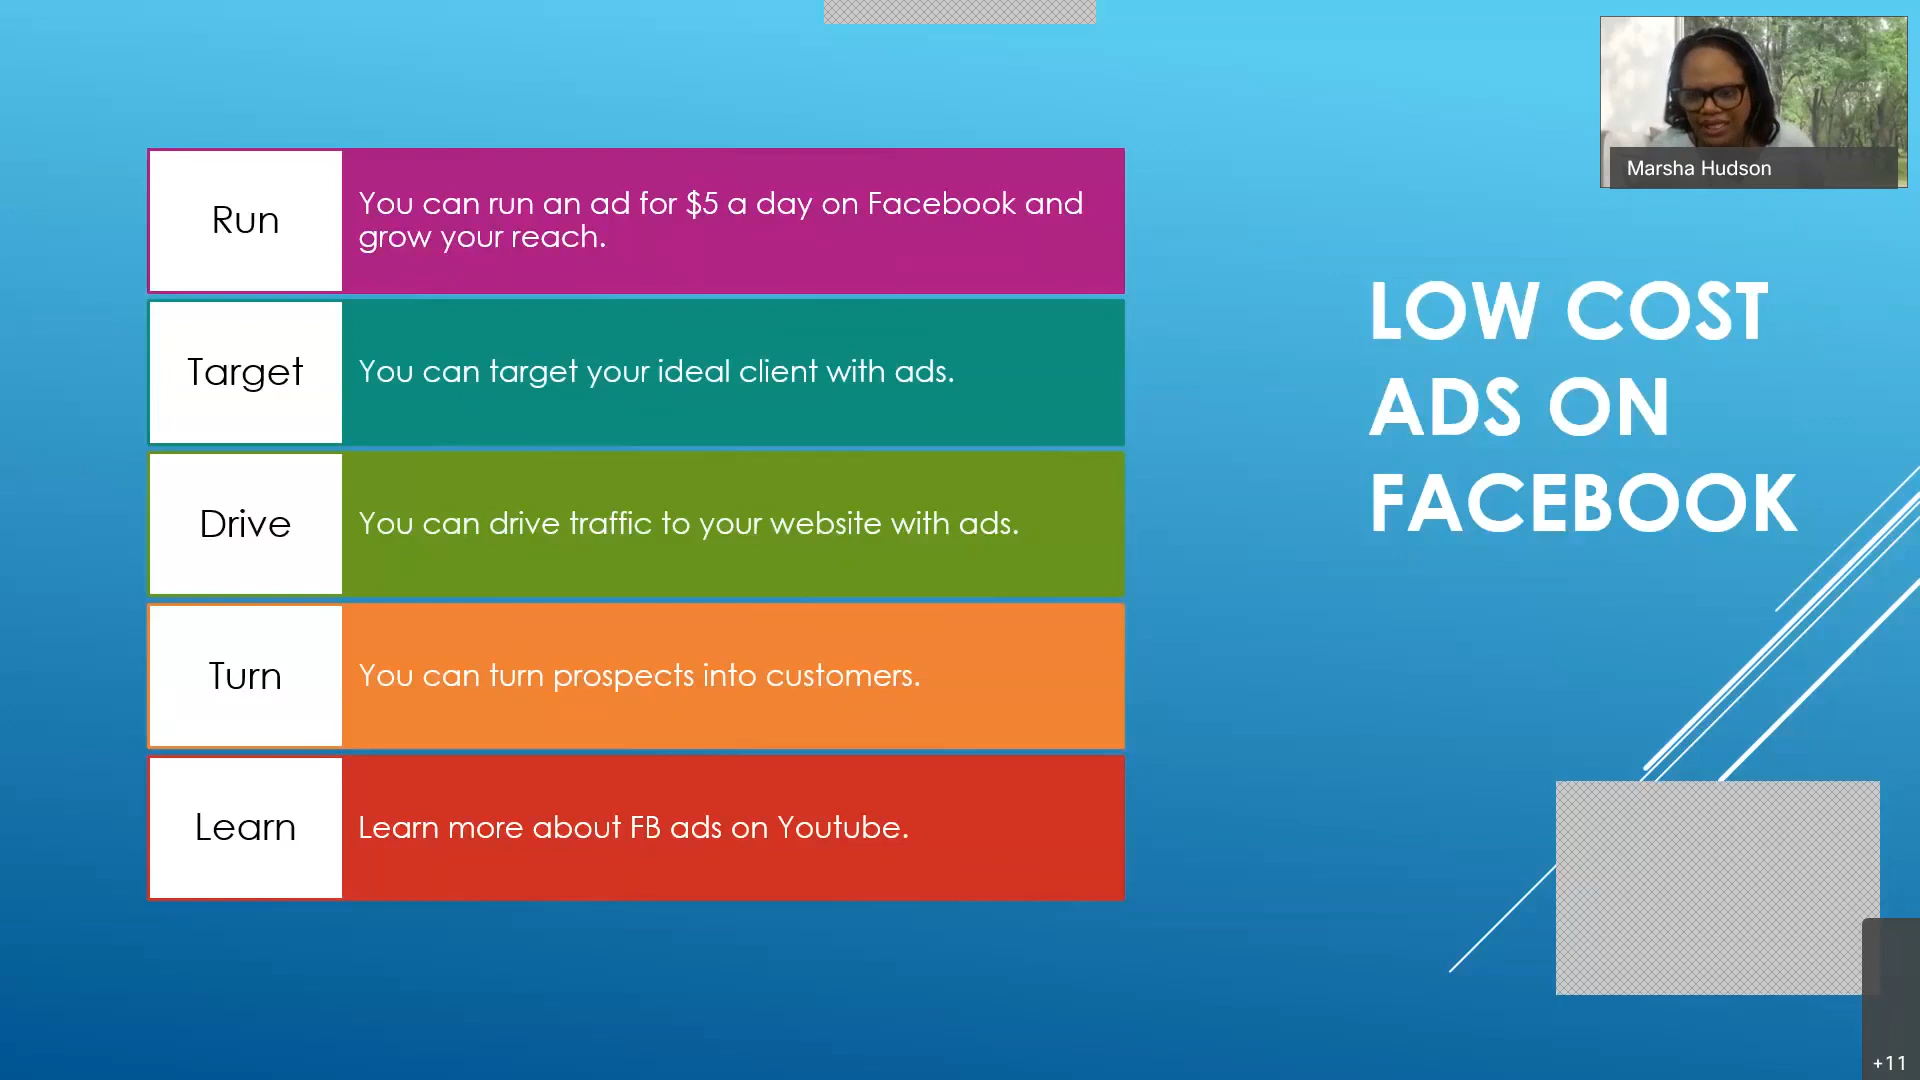 Marsha Hudson
LOW COST
ADS ON
FACEBOOK
Run
You can run an ad for $5 a day on Facebook and
grow your reach.
Target
You can target your ideal client with ads.
Drive
You can drive traffic to your website with ads.
Turn
You can turn prospects into customers.
Learn
Learn more about FB ads on Youtube.
+11